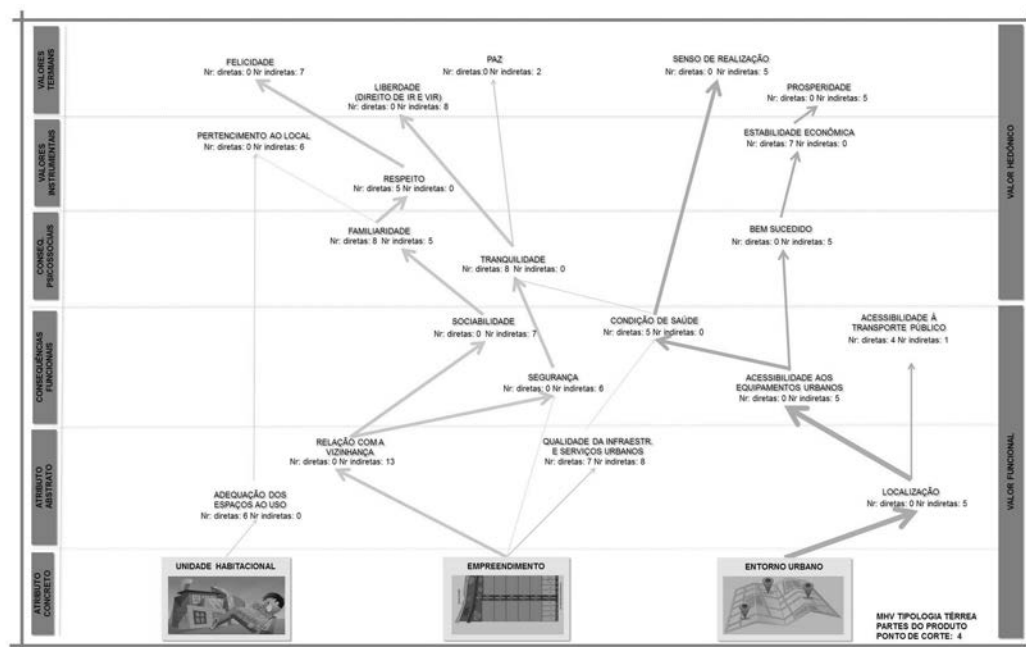 VALORES
TERMIANS
VALORES
INSTRUMENTAIS
CONSEQ.
PSICOSSOCIAIS
CONSEQUÊNCIAS
FUNCIONAIS
ATRIBUTO
ABSTRATO
ATRIBUTO
CONCRETO
FELICIDADE
Nr: diretas: 0 Nr indiretas: 7
PAZ
Nr: diretas:0 Nr indiretas: 2
SENSO DE REALIZAÇÃO
Nr: diretas: 0 Nr indiretas: 5
LIBERDADE
(DIREITO DE IR E VIR)
Nr: diretas: 0 Nr indiretas: 8
PROSPERIDADE
Nr: diretas: 0 Nr indiretas: 5
PERTENCIMENTO AO LOCAL
Nr: diretas: 0 Nr indiretas: 6
ESTABILIDADE ECONÔMICA
Nr: diretas: 7 Nr indiretas: 0
RESPEITO
Nr: diretas: 5 Nr indiretas: 0
FAMILIARIDADE
Nr: diretas: 8 Nr indiretas: 5
BEM SUCEDIDO
Nr: diretas: 0 Nr indiretas: 5
TRANQUILIDADE
Nr: diretas: 8 Nr indiretas: 0
SOCIABILIDADE
Nr: diretas: 0 Nr indiretas: 7
CONDIÇÃO DE SAÚDE
Nr: diretas: 5 Nr indiretas: 0
ACESSIBILIDADE À
TRANSPORTE PÚBLICO
Nr: diretas: 4 Nr indiretas: 1
SEGURANÇA
Nr: diretas: 0 Nr indiretas: 6
ACESSIBILIDADE AOS
EQUIPAMENTOS URBANOS
Nr: diretas: 0 Nr indiretas: 5
RELAÇÃO COM A
VIZINHANÇA
Nr: diretas: 0 Nr indiretas: 13
QUALIDADE DA INFRAESTR.
E SERVIÇOS URBANOS
Nr: diretas: 7 Nr indiretas: 8
ADEQUAÇÃO DOS
ESPAÇOS AO USO
Nr: diretas: 6 Nr indiretas: 0
LOCALIZAÇÃO
Nr: diretas: 0 Nr indiretas: 5
UNIDADE HABITACIONAL
EMPREENDIMENTO
ENTORNO URBANO
MHV TIPOLOGIA TÉRREA
PARTES DO PRODUTO
PONTO DE CORTE: 4
VALOR HEDÔNICO
VALOR FUNCIONAL